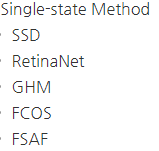 Single-state Method
• SSD
• RetinaNet
• GHM
• FCOS
• FSAF